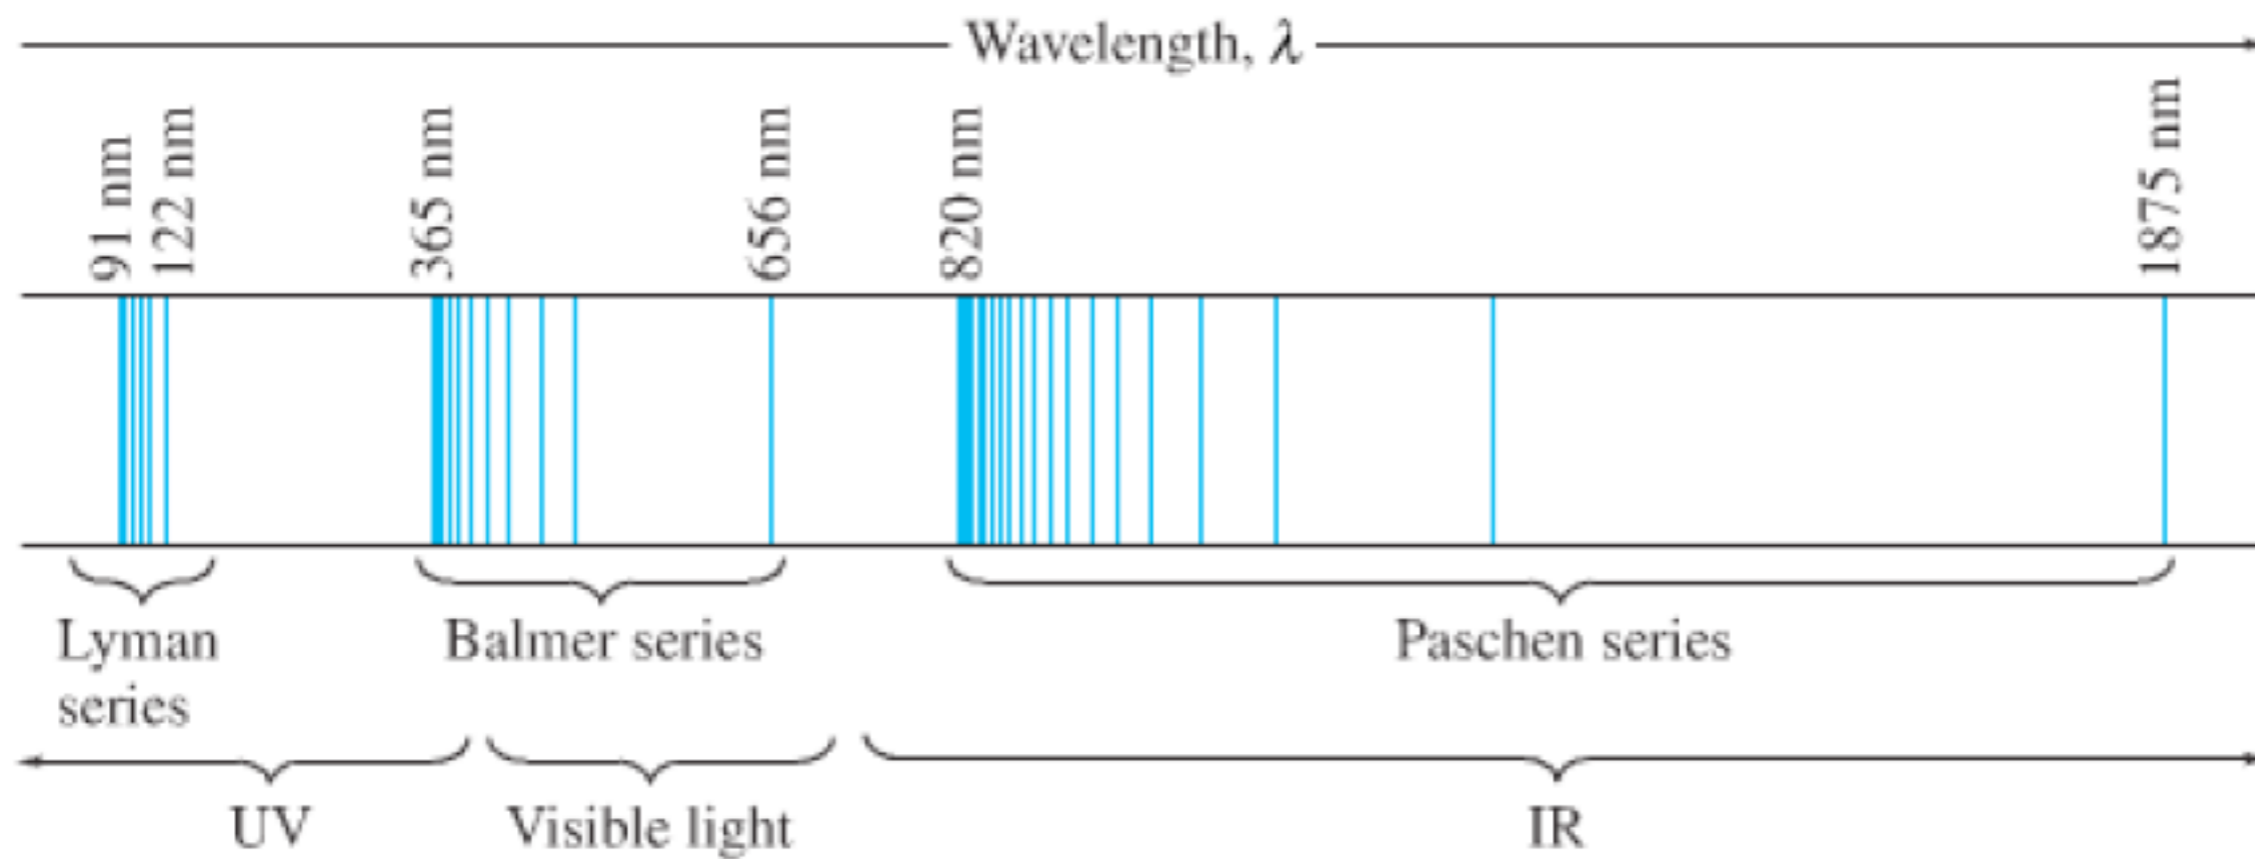 Wavelength, λ
91 nm
122 nm
365 nm
656 nm
820 nm
1875 nm
Lyman
series
Balmer series
Paschen series
UV
Visible light
IR